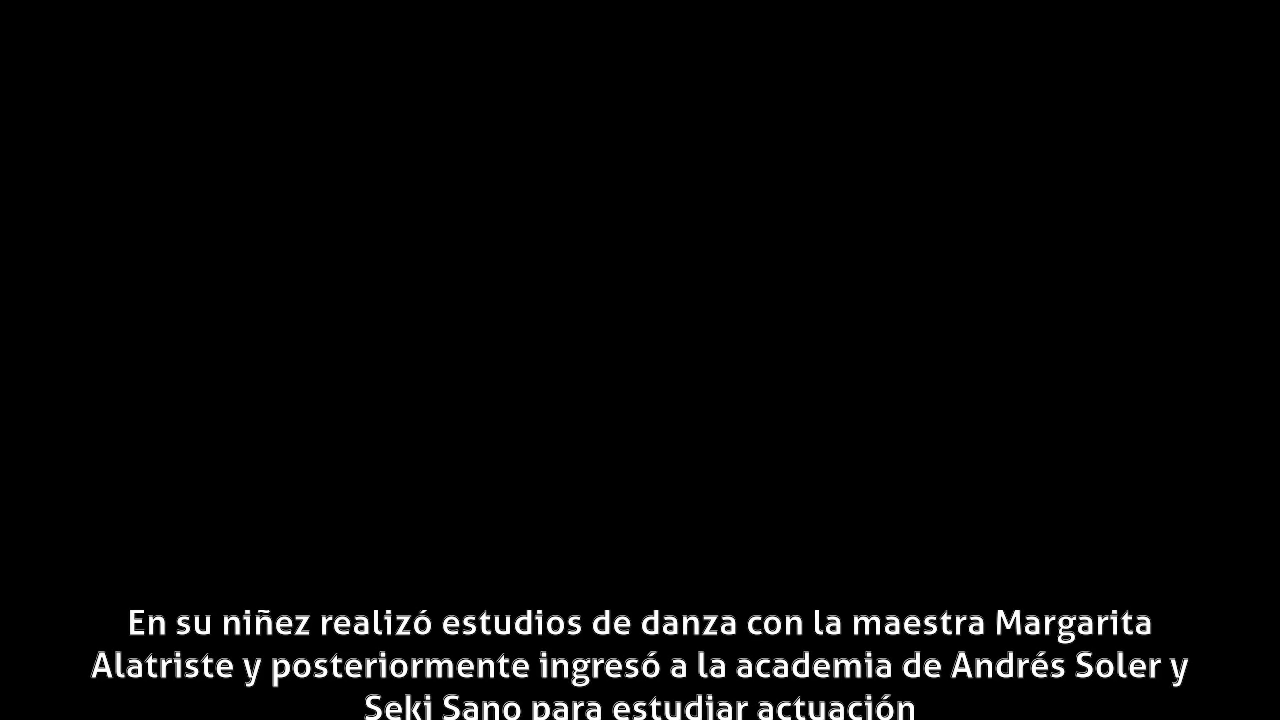 En su niñez realizó estudios de danza con la maestra Margarita
Alatriste y posteriormente ingresó a la academia de Andrés Soler y
Seki Sano para estudiar actuación